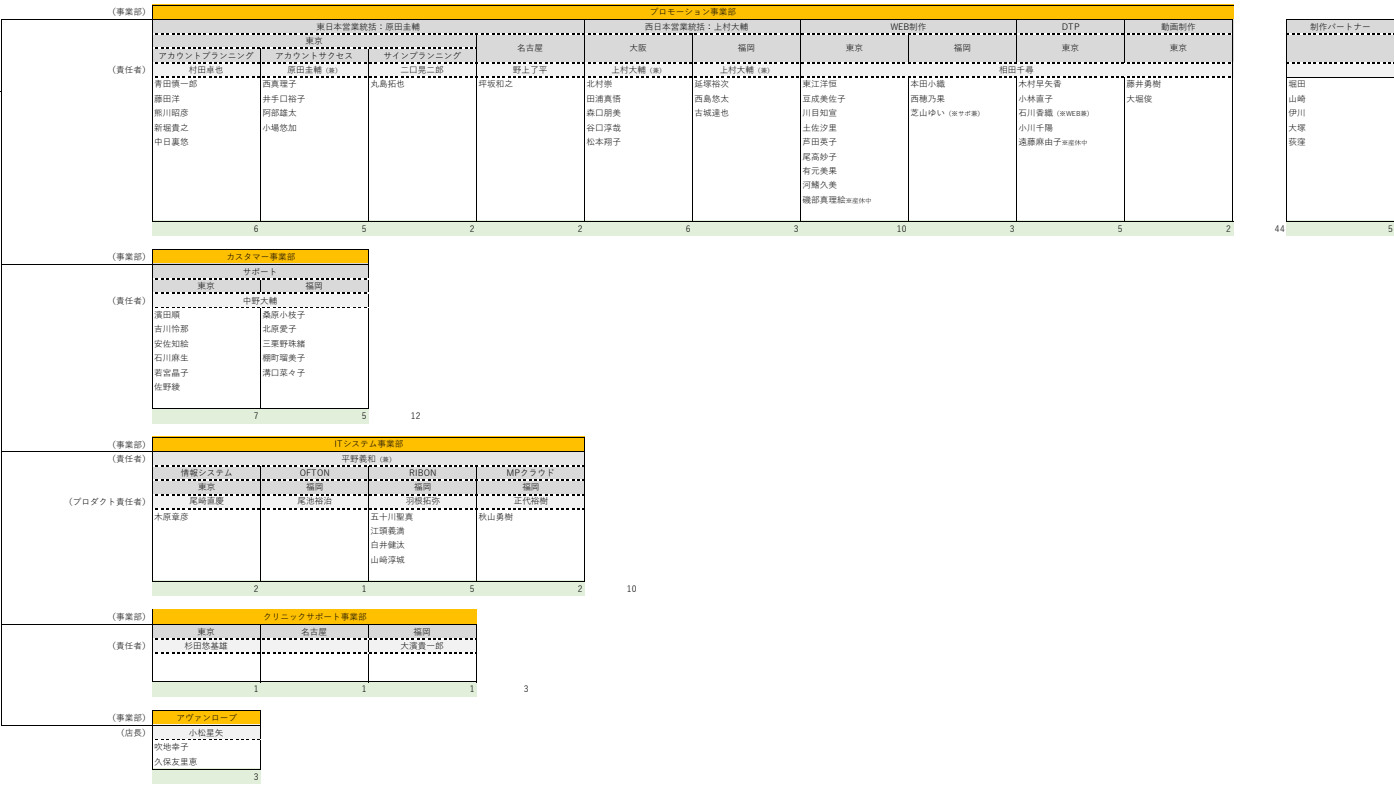 (事業部) プロモーション事業部
東日本営業統括：原田圭輔 西日本営業統括：上村大輔 WEB制作 DTP 動画制作 制作パートナー
東京
名古屋 大阪 福岡 東京 福岡 東京 東京
アカウントプランニング アカウントサクセス サインプランニング
(責任者) 村田卓也 原田圭輔（兼） 二口晃二郎 野上了平 上村大輔（兼） 上村大輔（兼） 相田千尋
青田慎一郎 西真理子 丸島拓也 坪坂和之 北村崇 延塚裕次 東江洋恒 本田小織 木村早矢香 藤井勇樹 堀田
藤田洋 井手口裕子 田浦真悟 西島悠太 豆成美佐子 西穂乃果 小林直子 大堀俊 山崎
熊川昭彦 阿部雄太 森口朋美 古城達也 川目知宣 芝山ゆい（※サポ兼） 石川香織（※WEB兼） 伊川
新堀貴之 小場悠加 谷口淳哉 土佐汐里 小川千陽 大塚
中日裏悠 松本翔子 芦田英子 遠藤麻由子※産休中 荻窪
尾高妙子
有元美果
河鰭久美
磯部真理絵※産休中
6 5 2 2 6 3 10 3 5 2 44 5
(事業部) カスタマー事業部
サポート
東京 福岡
(責任者) 中野大輔
濱田順 桑原小枝子
吉川怜那 北原愛子
安佐知絵 三栗野珠緒
石川麻生 棚町瑠美子
若宮晶子 溝口菜々子
佐野綾
7 5 12
(事業部) ITシステム事業部
(責任者) 平野義和（兼）
情報システム OFTON RIBON MPクラウド
東京 福岡 福岡 福岡
(プロダクト責任者) 尾崎直慶 尾池裕治 羽根拓弥 正代裕樹
木原章彦 五十川聖真 秋山勇樹
江頭義満
白井健汰
山﨑淳城
2 1 5 2 10
(事業部) クリニックサポート事業部
東京 名古屋 福岡
(責任者) 杉田悠基雄 大濱貴一郎
1 1 1 3
(事業部) アヴァンローブ
(店長) 小松星矢
吹地幸子
久保友里恵
3